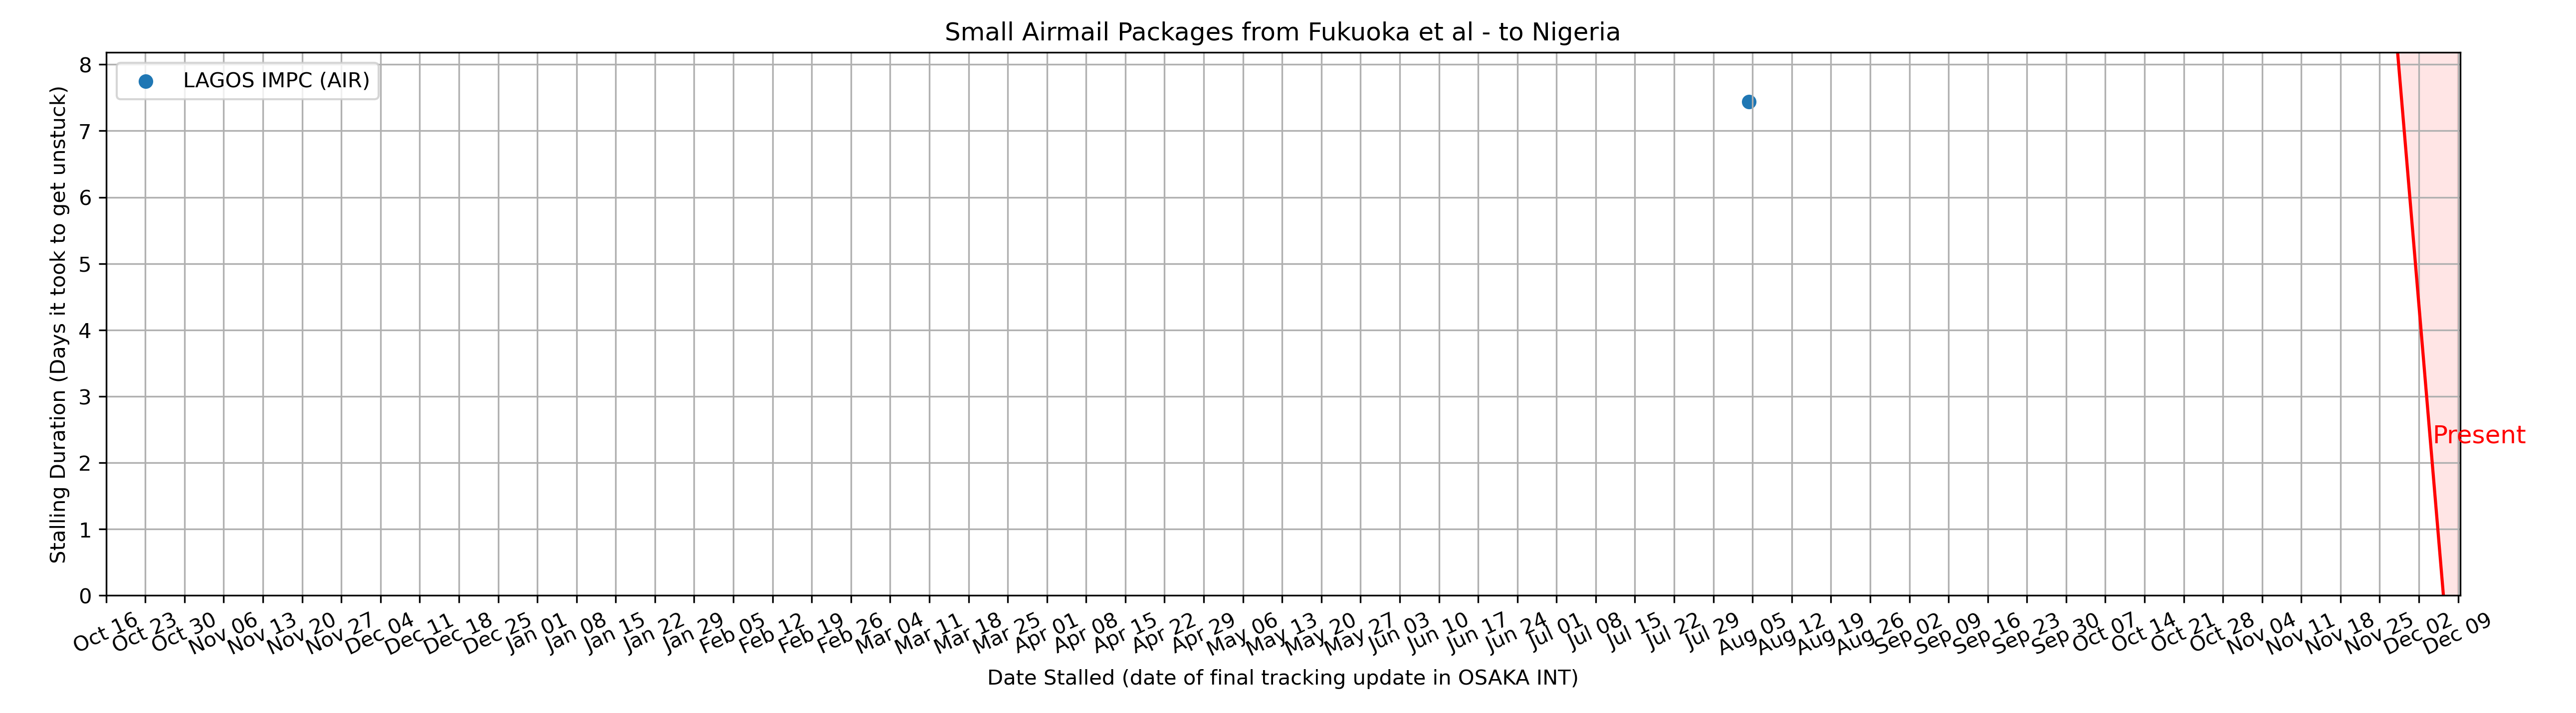 Small Airmail Packages from Fukuoka et al - to Nigeria
LAGOS IMPC (AIR)
Stalling Duration (Days it took to get unstuck)
8
7
6
5
4
3
2
1
0
Present
Oct 16 Oct 23 Oct 30 Nov 06 Nov 13 Nov 20 Nov 27 Dec 04 Dec 11 Dec 18 Dec 25 Jan 01 Jan 08 Jan 15 Jan 22 Jan 29 Feb 05 Feb 12 Feb 19 Feb 26 Mar 04 Mar 11 Mar 18 Mar 25 Apr 01 Apr 08 Apr 15 Apr 22 Apr 29 May 06 May 13 May 20 May 27 Jun 03 Jun 10 Jun 17 Jun 24 Jul 01 Jul 08 Jul 15 Jul 22 Jul 29 Aug 05 Aug 12 Aug 19 Aug 26 Sep 02 Sep 09 Sep 16 Sep 23 Sep 30 Oct 07 Oct 14 Oct 21 Oct 28 Nov 04 Nov 11 Nov 18 Nov 25 Dec 02 Dec 09
Date Stalled (date of final tracking update in OSAKA INT)